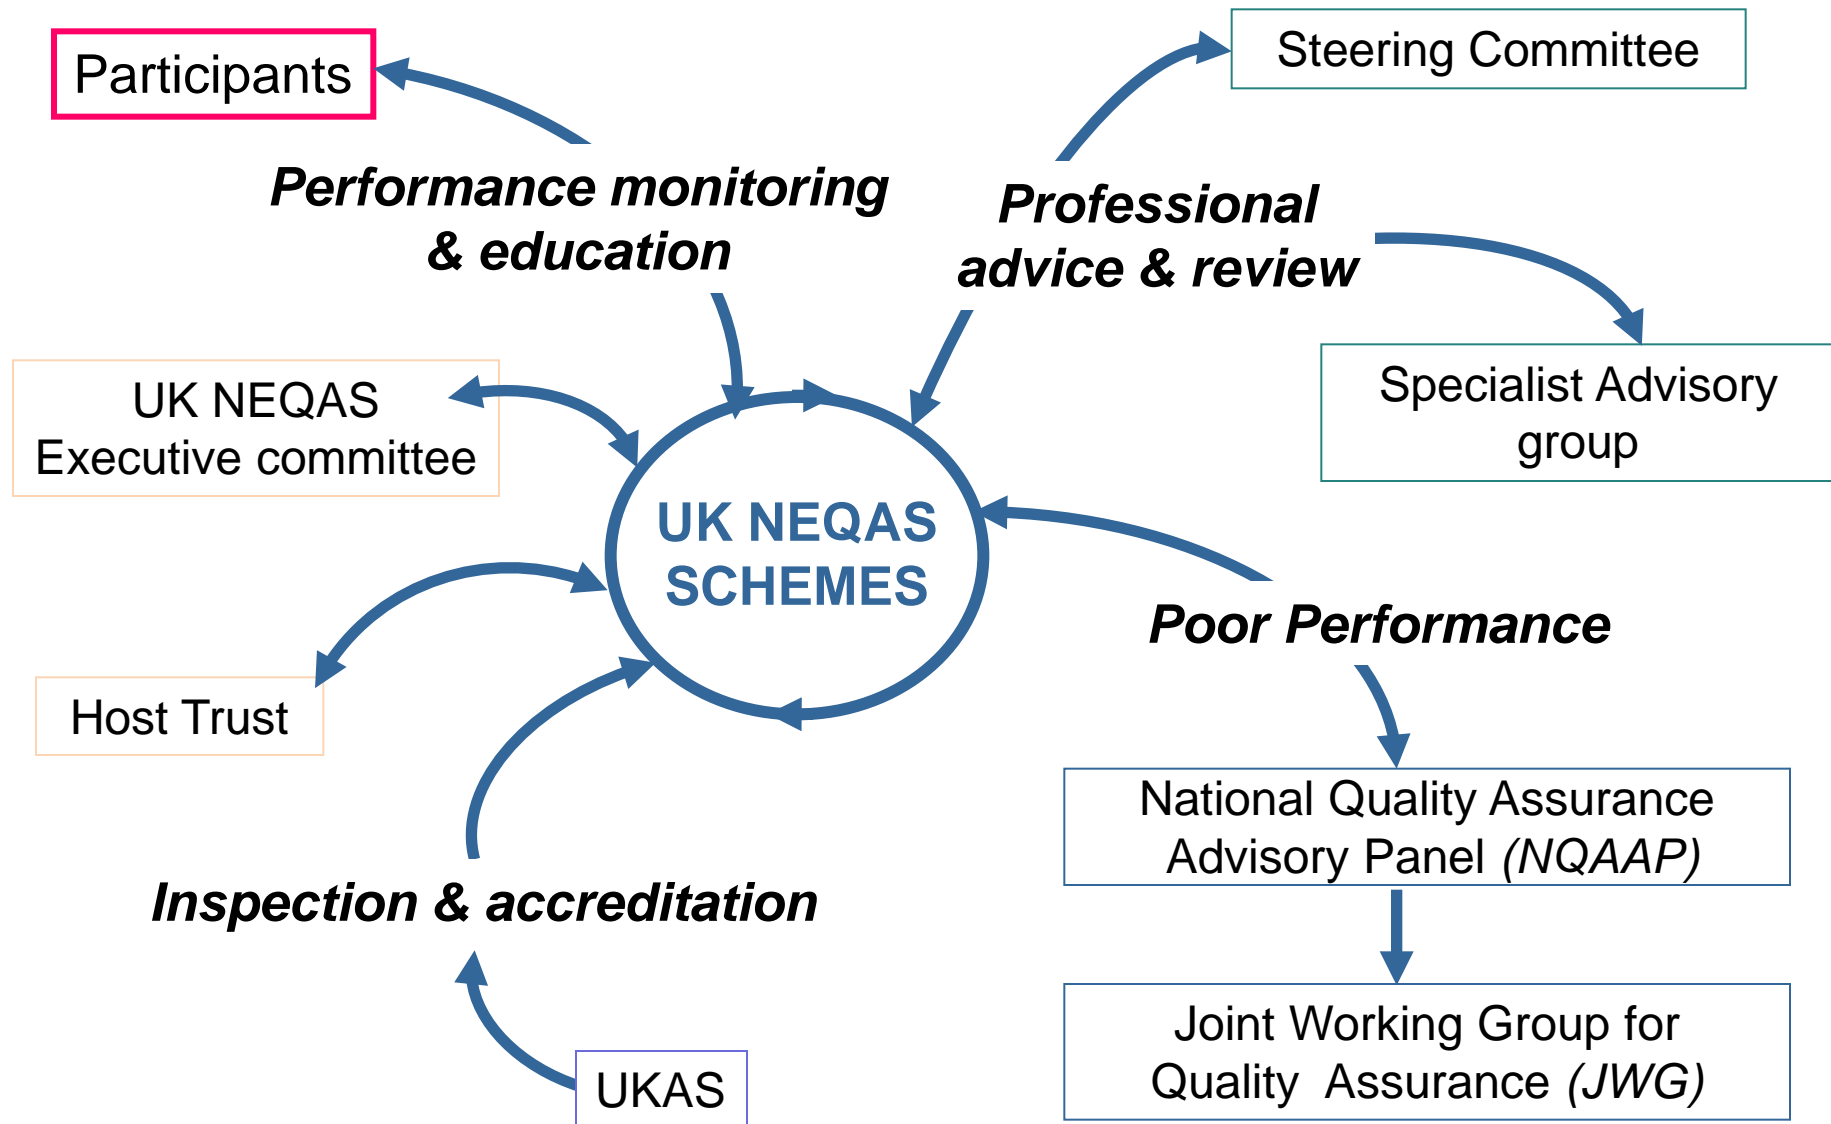 Participants
Steering Committee
Performance monitoring
& education
Professional
advice & review
UK NEQAS
Executive committee
Specialist Advisory
group
UK NEQAS
SCHEMES
Poor Performance
Host Trust
National Quality Assurance
Advisory Panel (NQAAP)
Inspection & accreditation
Joint Working Group for
Quality  Assurance (JWG)
UKAS